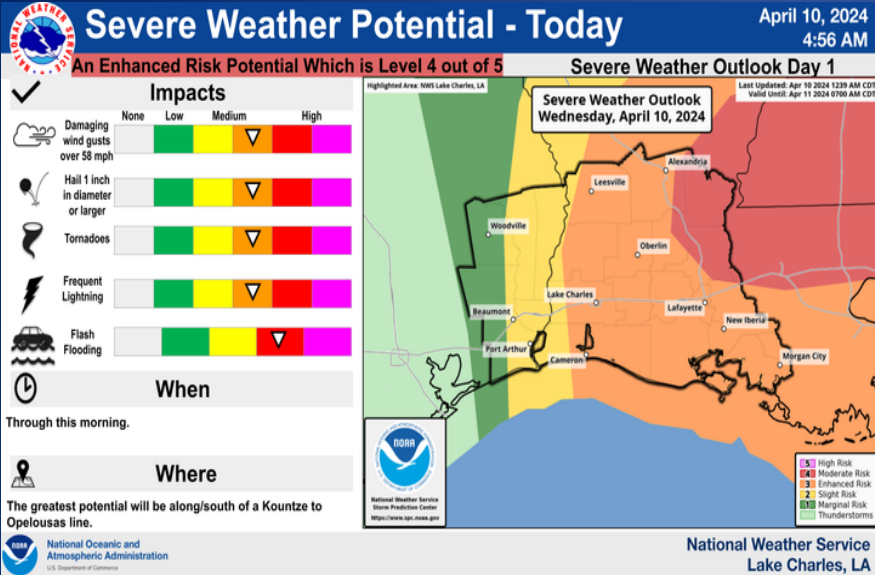 NATIONAL WEATHER SERVICE
Severe Weather Potential - Today
April 10, 2024
4:56 AM
An Enhanced Risk Potential Which is Level 4 out of 5
Severe Weather Outlook Day 1
Impacts
None Low Medium High
Damaging
wind gusts
over 58 mph
Hail 1 inch
in diameter
or larger
Tornadoes
Frequent
Lightning
Flash
Flooding
When
Through this morning.
Where
The greatest potential will be along/south of a Kountze to
Opelousas line.
Highlighted Area: NWS Lake Charles, LA
Severe Weather Outlook
Wednesday, April 10, 2024
Last Updated: Apr 10 2024 1239 AM CDT
Valid Until: Apr 11 2024 0700 AM CDT
Alexandria
Leesville
Woodville
Oberlin
Lake Charles
Lafayette
Beaumont
New Iberia
Port Arthur
Cameron
Morgan City
NOAA
National Weather Service
Storm Prediction Center
https://www.spc.noaa.gov
5 High Risk
4 Moderate Risk
3 Enhanced Risk
2 Slight Risk
1 Marginal Risk
Thunderstorms
NOAA
National Oceanic and
Atmospheric Administration
U.S. Department of Commerce
National Weather Service
Lake Charles, LA